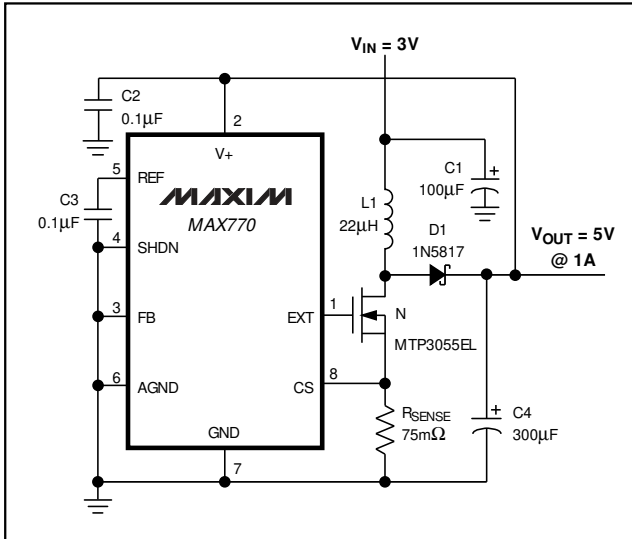 V_IN = 3V
C2
0.1μF
2
V+
5
REF
C1
100μF
+
MAXIM
MAX770
L1
22μH
C3
0.1μF
4
SHDN
D1
1N5817
V_OUT = 5V
@ 1A
3
FB
EXT
1
N
MTP3055EL
6
AGND
CS
8
GND
7
R_SENSE
75mΩ
+
C4
300μF